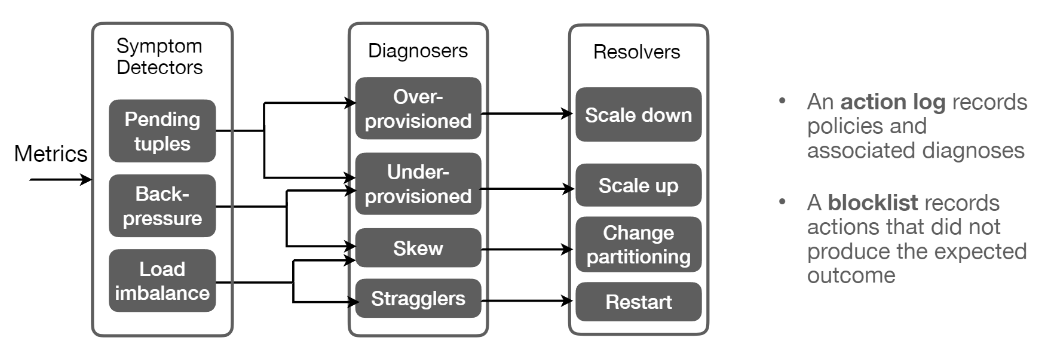 Metrics
Symptom
Detectors
Pending
tuples
Back-
pressure
Load
imbalance
Diagnosers
Over-
provisioned
Under-
provisioned
Skew
Stragglers
Resolvers
Scale down
Scale up
Change
partitioning
Restart
• An action log records
policies and
associated diagnoses
• A blocklist records
actions that did not
produce the expected
outcome